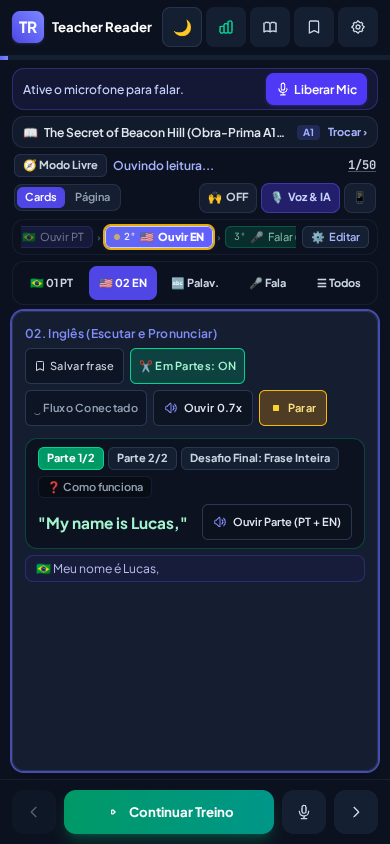 TR Teacher Reader
Ative o microfone para falar. Liberar Mic
The Secret of Beacon Hill (Obra-Prima A1... A1 Trocar ›
Modo Livre Ouvindo leitura... 1/50
Cards Página OFF Voz & IA
Ouvir PT › 2° Ouvir EN › 3° Falar Editar
01 PT 02 EN Palav. Fala Todos
02. Inglês (Escutar e Pronunciar)
Salvar frase Em Partes: ON
Fluxo Conectado Ouvir 0.7x Parar
Parte 1/2 Parte 2/2 Desafio Final: Frase Inteira
Como funciona
"My name is Lucas," Ouvir Parte (PT + EN)
Meu nome é Lucas,
Continuar Treino